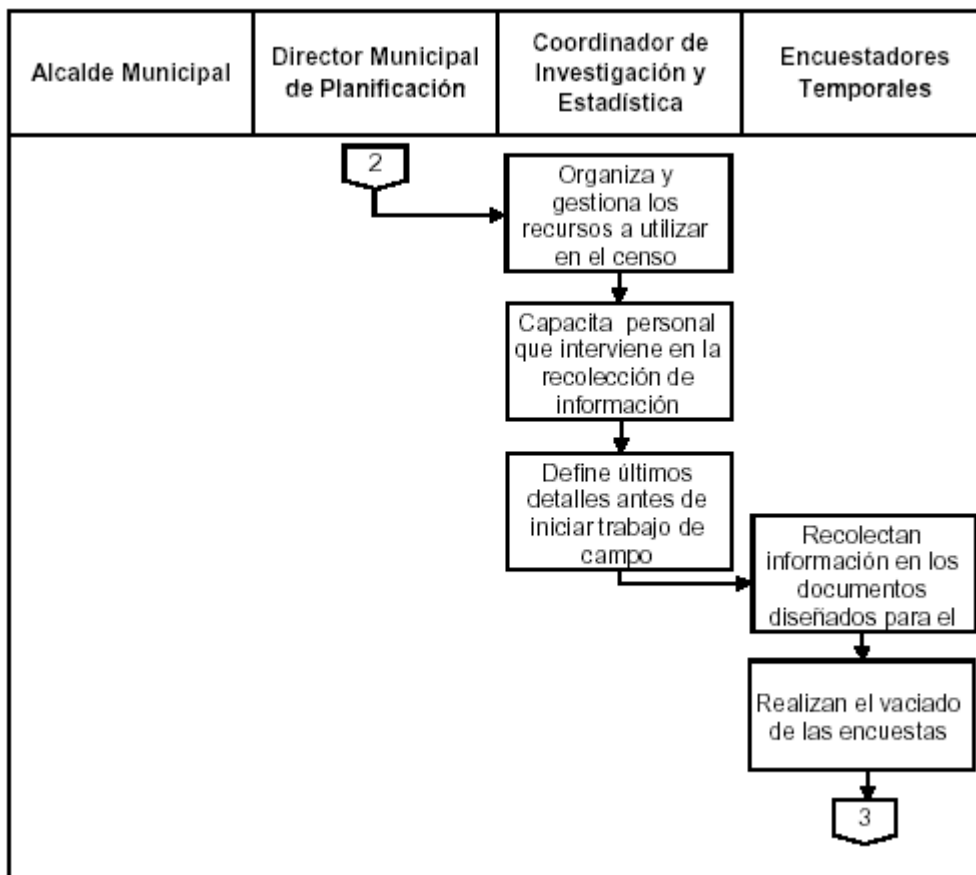 Alcalde Municipal
Director Municipal
de Planificación
Coordinador de
Investigación y
Estadística
Encuestadores
Temporales
2
Organiza y
gestiona los
recursos a utilizar
en el censo
Capacita personal
que interviene en la
recolección de
información
Define últimos
detalles antes de
iniciar trabajo de
campo
Recolectan
información en los
documentos
diseñados para el
Realizan el vaciado
de las encuestas
3